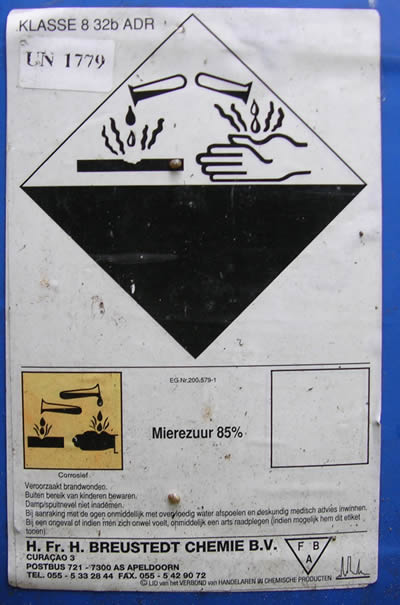 KLASSE 8 32b ADR
UN 1779
EG Nr.200-579-1
Mierezuur 85%
Corrosief
Veroorzaakt brandwonden.
Buiten bereik van kinderen bewaren.
Damp/spuitnevel niet inademen.
Bij aanraking met de ogen onmiddellijk met overvloedig water afspoelen en deskundig medisch advies inwinnen.
Bij een ongeval of indien men zich onwel voelt, onmiddellijk een arts raadplegen (indien mogelijk hem dit etiket
tonen).
H. Fr. H. BREUSTEDT CHEMIE B.V.
CURAÇAO 3
POSTBUS 721 - 7300 AS APELDOORN
TEL. 055 - 5 33 28 44 FAX. 055 - 5 42 90 72
F B
A
© LID van het VERBOND van HANDELAREN IN CHEMISCHE PRODUCTEN